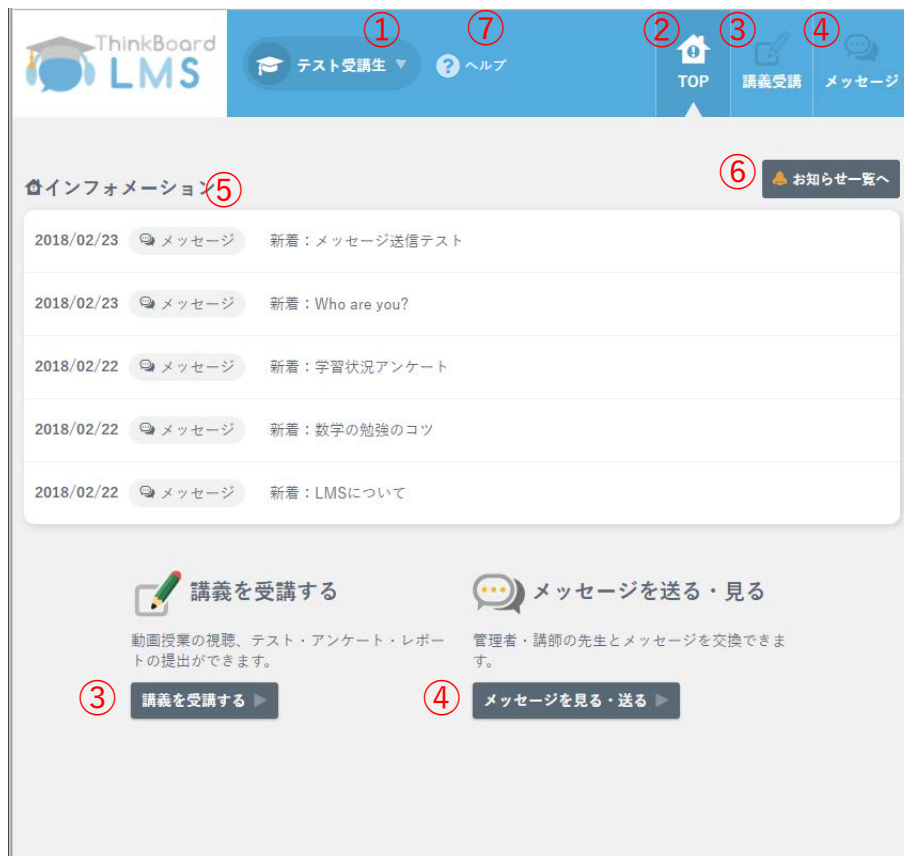 ① ⑦ ② ③ ④
ThinkBoard
LMS
テスト受講生 ▼
? ヘルプ
TOP
講義受講
メッセージ
インフォメーション ⑤
⑥ お知らせ一覧へ
2018/02/23 メッセージ 新着：メッセージ送信テスト
2018/02/23 メッセージ 新着：Who are you?
2018/02/22 メッセージ 新着：学習状況アンケート
2018/02/22 メッセージ 新着：数学の勉強のコツ
2018/02/22 メッセージ 新着：LMSについて
講義を受講する
動画授業の視聴、テスト・アンケート・レポー
トの提出ができます。
③ 講義を受講する ▶
メッセージを送る・見る
管理者・講師の先生とメッセージを交換できま
す。
④ メッセージを見る・送る ▶